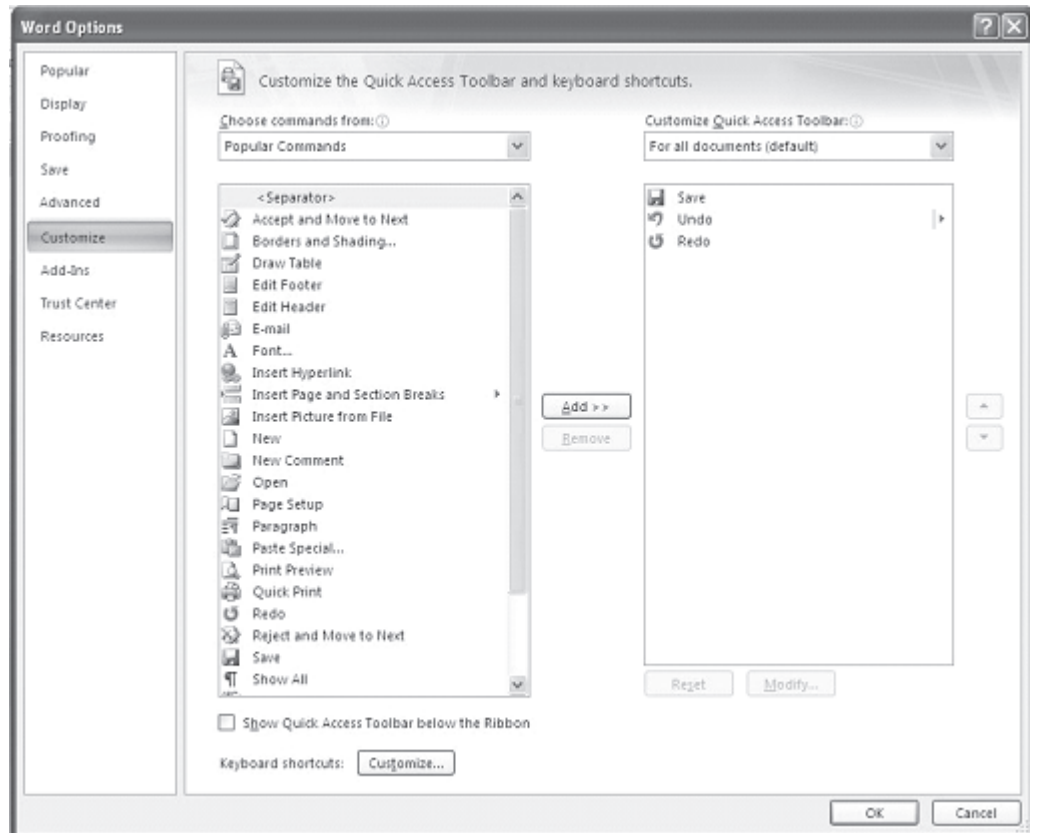 Word Options
Popular
Display
Proofing
Save
Advanced
Customize
Add-Ins
Trust Center
Resources
Customize the Quick Access Toolbar and keyboard shortcuts.
Choose commands from:
Popular Commands
<Separator>
Accept and Move to Next
Borders and Shading...
Draw Table
Edit Footer
Edit Header
E-mail
Font...
Insert Hyperlink
Insert Page and Section Breaks
Insert Picture from File
New
New Comment
Open
Page Setup
Paragraph
Paste Special...
Print Preview
Quick Print
Redo
Reject and Move to Next
Save
Show All
Add >>
Remove
Customize Quick Access Toolbar:
For all documents (default)
Save
Undo
Redo
Reset
Modify...
Show Quick Access Toolbar below the Ribbon
Keyboard shortcuts:
Customize...
OK
Cancel